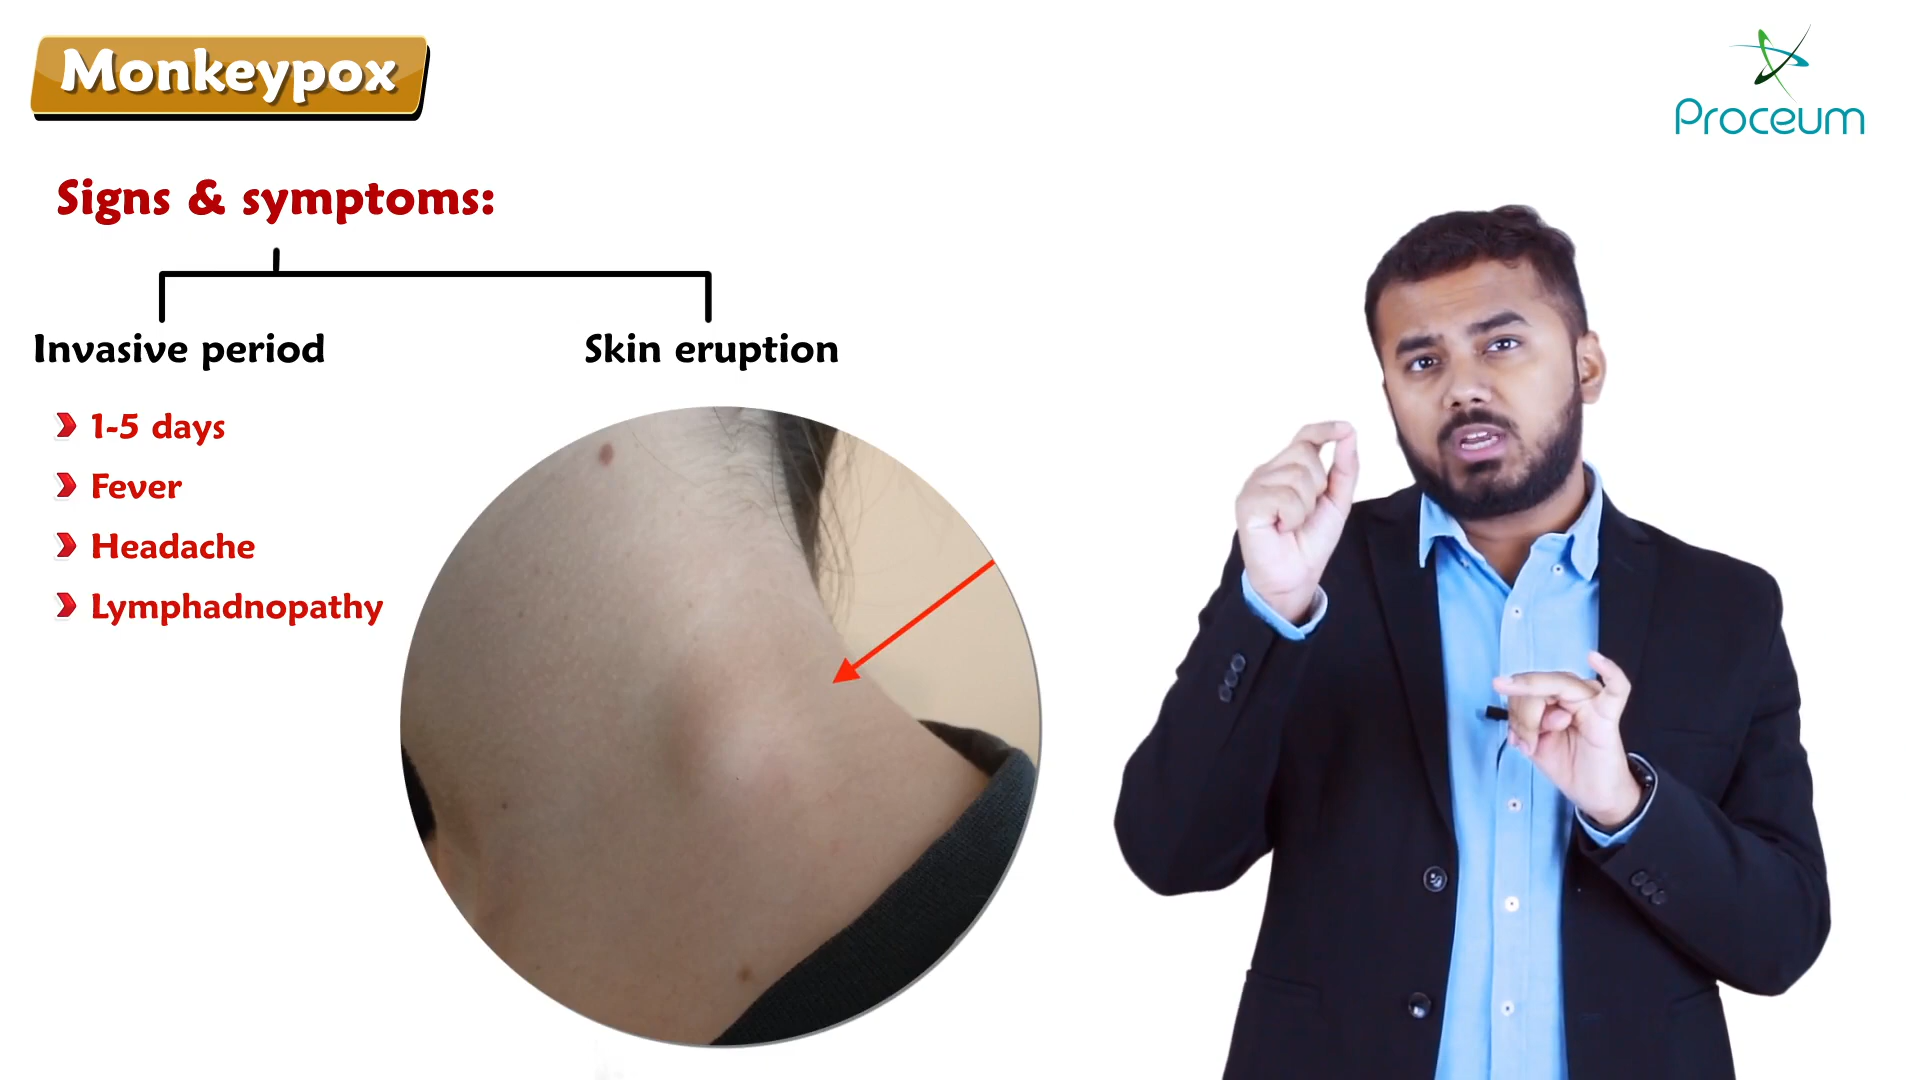 Monkeypox
Proceum
Signs & symptoms:
Invasive period
Skin eruption
1-5 days
Fever
Headache
Lymphadnopathy